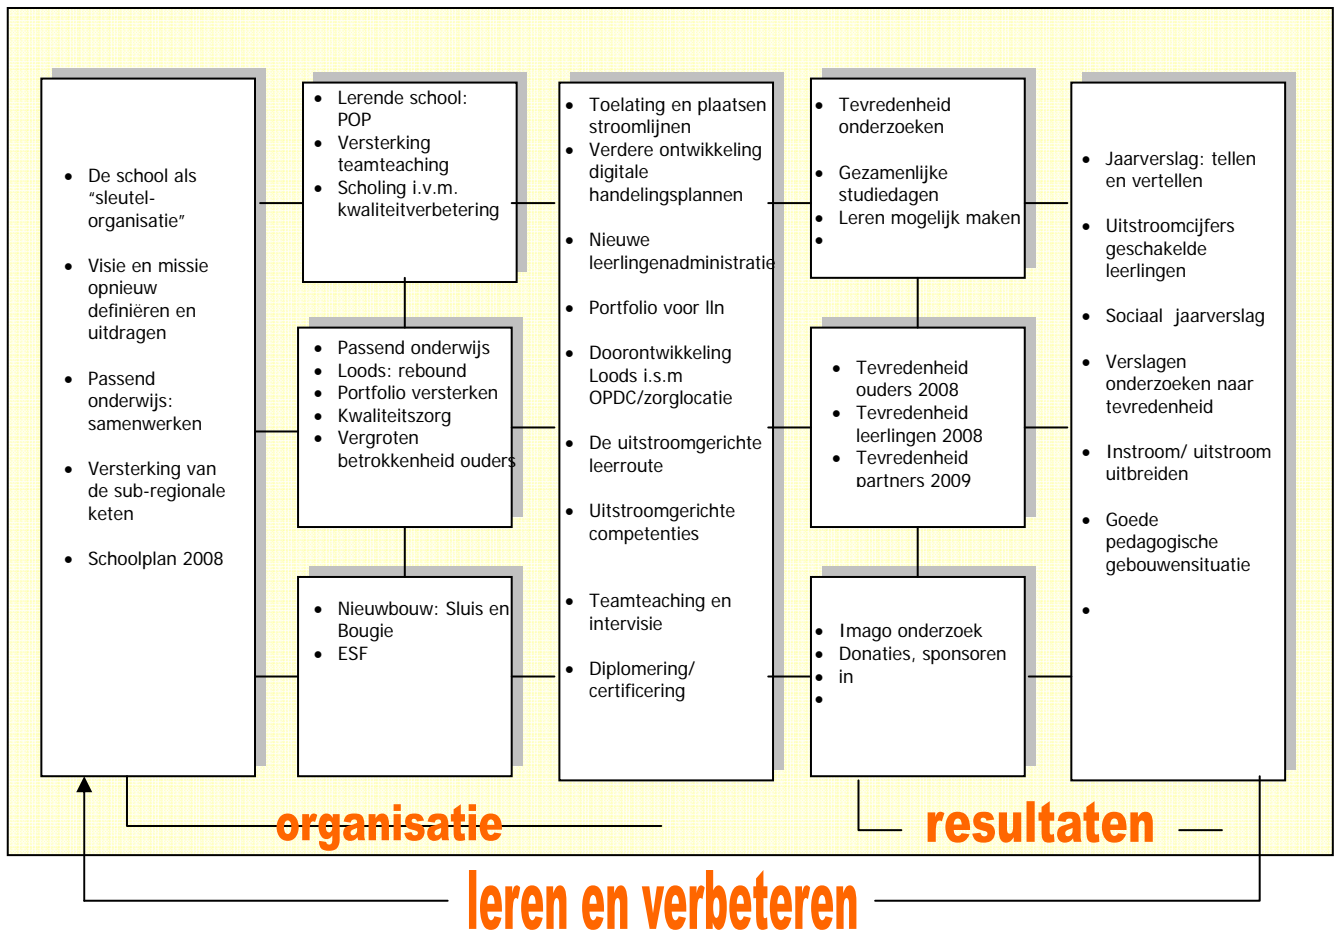 De school als
“sleutel-
organisatie”
Visie en missie
opnieuw
definiëren en
uitdragen
Passend
onderwijs:
samenwerken
Versterking van
de sub-regionale
keten
Schoolplan 2008
Lerende school:
POP
Versterking
teamteaching
Scholing i.v.m.
kwaliteitverbetering
Passend onderwijs
Loods: rebound
Portfolio versterken
Kwaliteitszorg
Vergroten
betrokkenheid ouders
Nieuwbouw: Sluis en
Bougie
ESF
Toelating en plaatsen
stroomlijnen
Verdere ontwikkeling
digitale
handelingsplannen
Nieuwe
leerlingenadministratie
Portfolio voor lln
Doorontwikkeling
Loods i.s.m
OPDC/zorglocatie
De uitstroomgerichte
leerroute
Uitstroomgerichte
competenties
Teamteaching en
intervisie
Diplomering/
certificering
Tevredenheid
onderzoeken
Gezamenlijke
studiedagen
Leren mogelijk maken
Tevredenheid
ouders 2008
Tevredenheid
leerlingen 2008
Tevredenheid
partners 2009
Imago onderzoek
Donaties, sponsoren
in
Jaarverslag: tellen
en vertellen
Uitstroomcijfers
geschakelde
leerlingen
Sociaal jaarverslag
Verslagen
onderzoeken naar
tevredenheid
Instroom/ uitstroom
uitbreiden
Goede
pedagogische
gebouwensituatie
organisatie
resultaten
leren en verbeteren